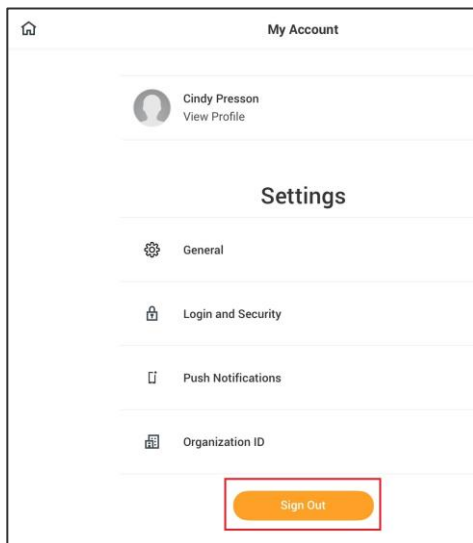 My Account
Cindy Presson
View Profile
Settings
General
Login and Security
Push Notifications
Organization ID
Sign Out